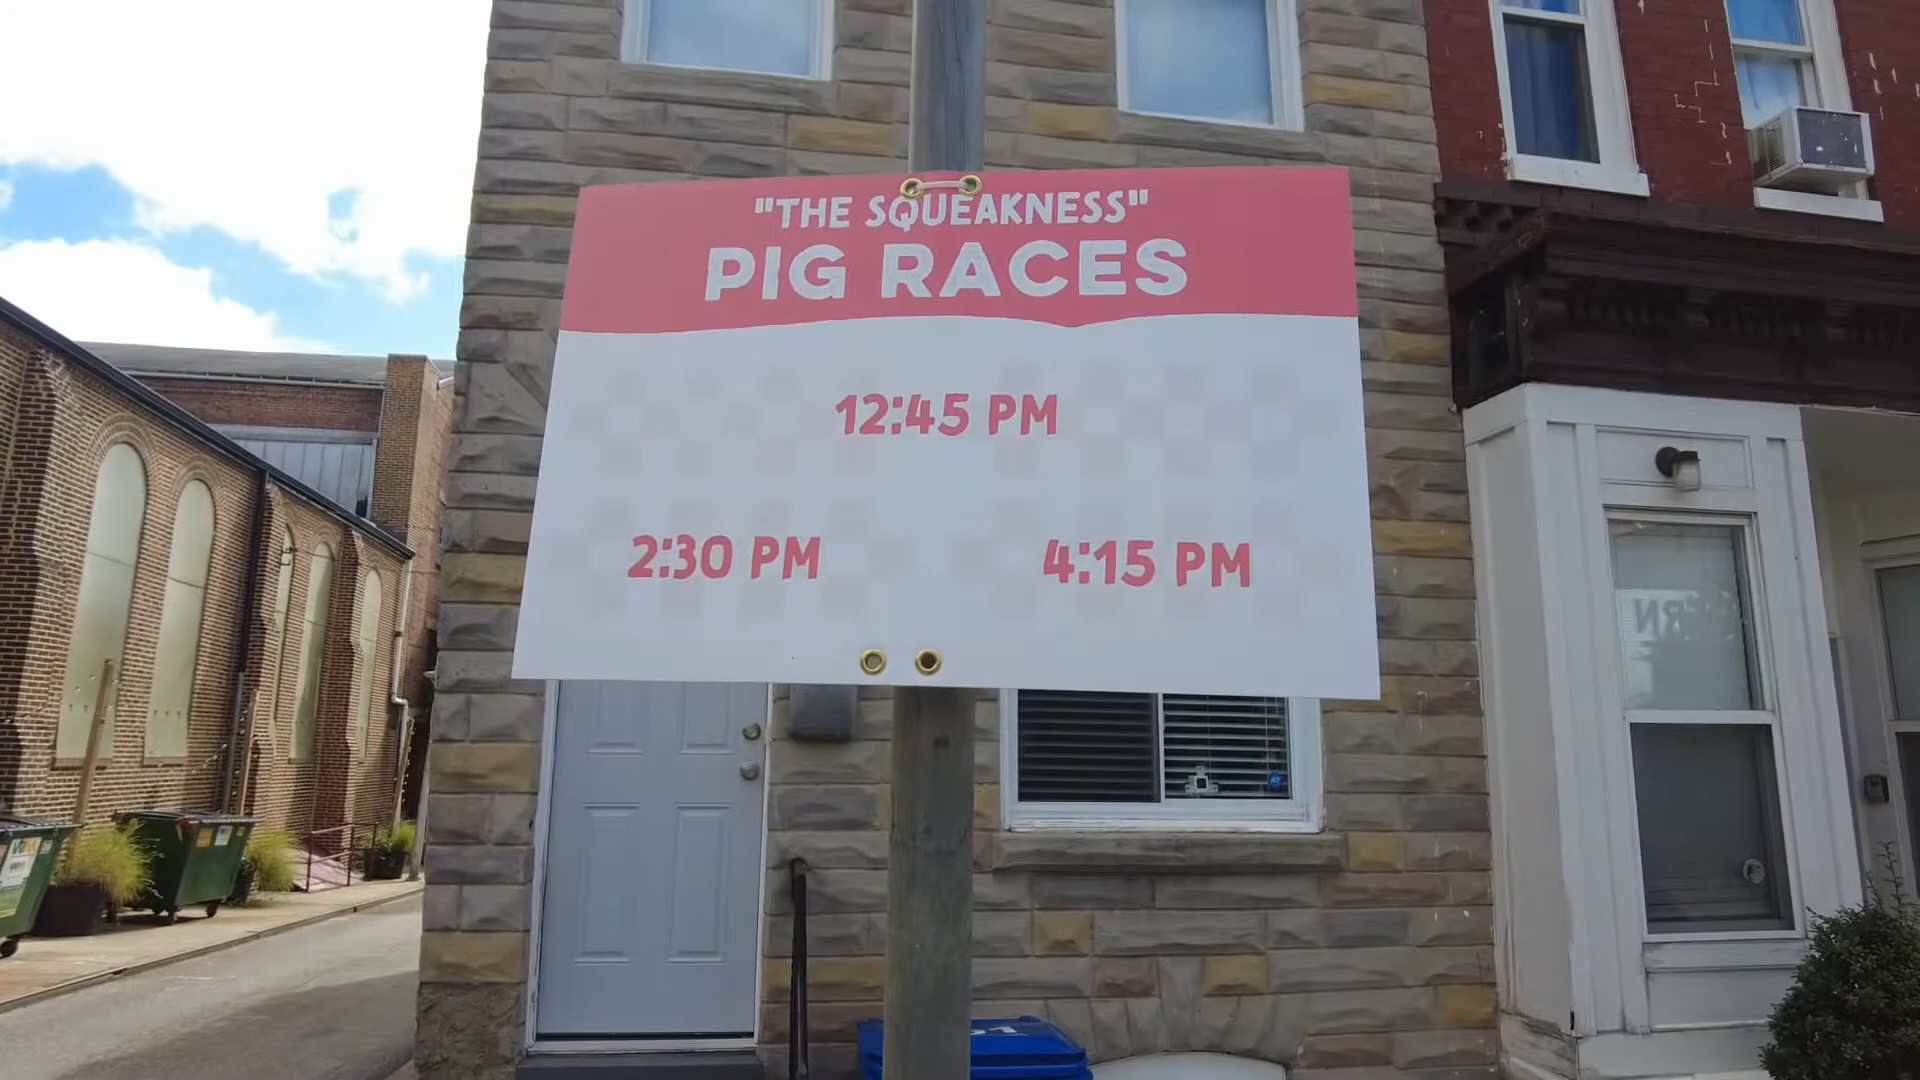 "THE SQUEAKNESS"
PIG RACES
12:45 PM
2:30 PM
4:15 PM